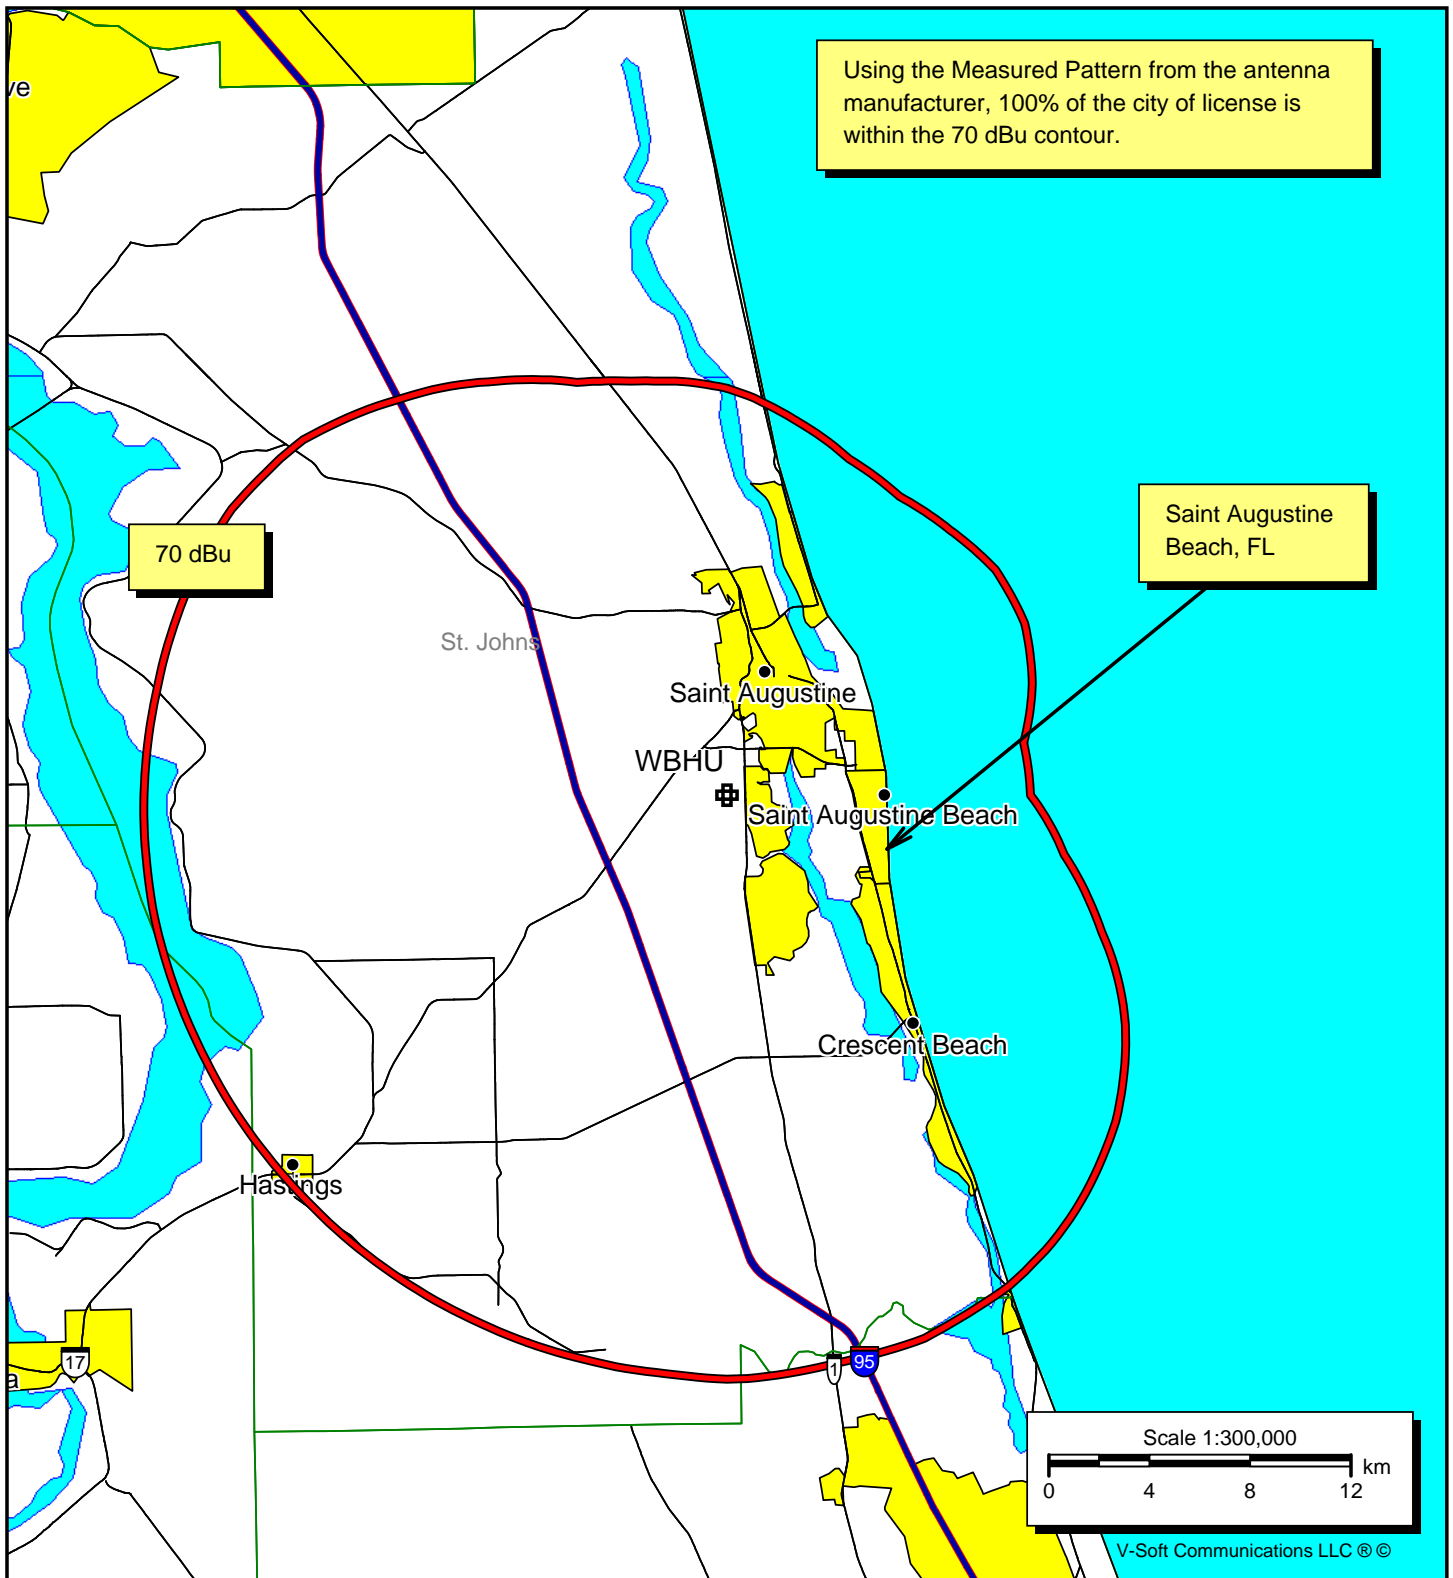 Using the Measured Pattern from the antenna
manufacturer, 100% of the city of license is
within the 70 dBu contour.
ve
Saint Augustine
Beach, FL
70 dBu
St. Johns
Saint Augustine
WBHU
Saint Augustine Beach
Crescent Beach
Hastings
17
a
1
95
Scale 1:300,000
km
0 4 8 12
V-Soft Communications LLC ® ©